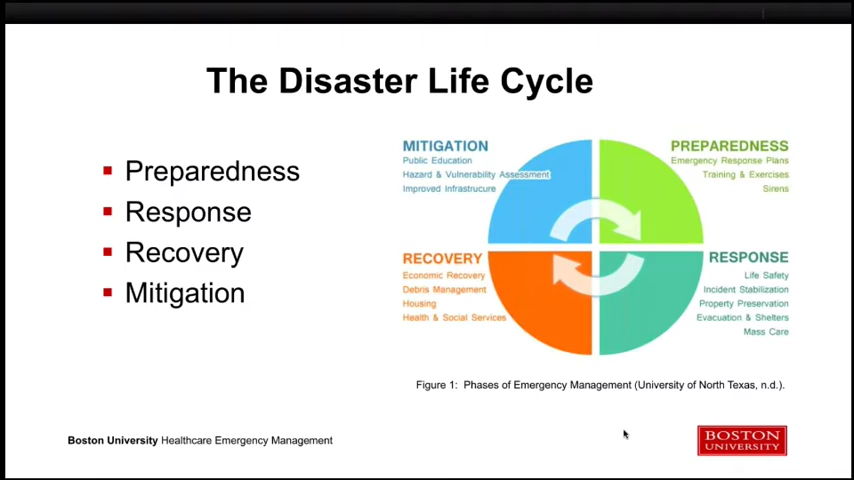 The Disaster Life Cycle
Preparedness
Response
Recovery
Mitigation
MITIGATION
Public Education
Hazard & Vulnerability Assessment
Improved Infrastrucure
PREPAREDNESS
Emergency Response Plans
Training & Exercises
Sirens
RECOVERY
Economic Recovery
Debris Management
Housing
Health & Social Services
RESPONSE
Life Safety
Incident Stabilization
Property Preservation
Evacuation & Shelters
Mass Care
Figure 1: Phases of Emergency Management (University of North Texas, n.d.).
Boston University Healthcare Emergency Management
BOSTON
UNIVERSITY